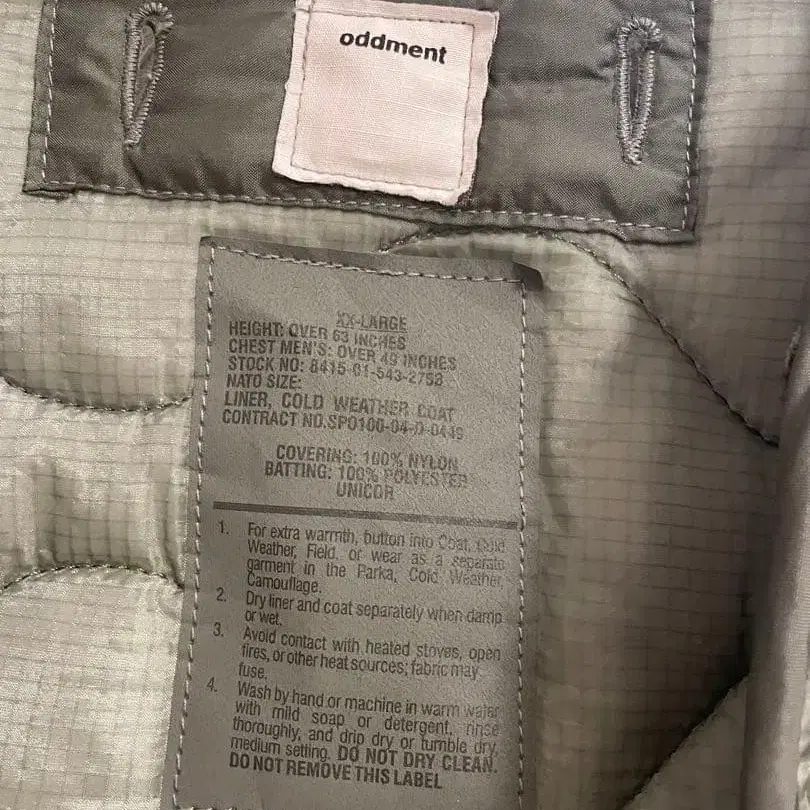 oddment
XX-LARGE
HEIGHT: OVER 63 INCHES
CHEST MEN'S: OVER 49 INCHES
STOCK NO: 8415-01-543-2753
NATO SIZE:
LINER, COLD WEATHER COAT
CONTRACT NO.SPO100-04-D-0449
COVERING: 100% NYLON
BATTING: 100% POLYESTER
UNICOR
1. For extra warmth, button into Coat, Cold
Weather, Field, or wear as a separate
garment in the Parka, Cold Weather,
Camouflage.
2. Dry liner and coat separately when damp
or wet.
3. Avoid contact with heated stoves, open
fires, or other heat sources; fabric may
fuse.
4. Wash by hand or machine in warm water
with mild soap or detergent, rinse
thoroughly, and drip dry or tumble dry,
medium setting. DO NOT DRY CLEAN.
DO NOT REMOVE THIS LABEL